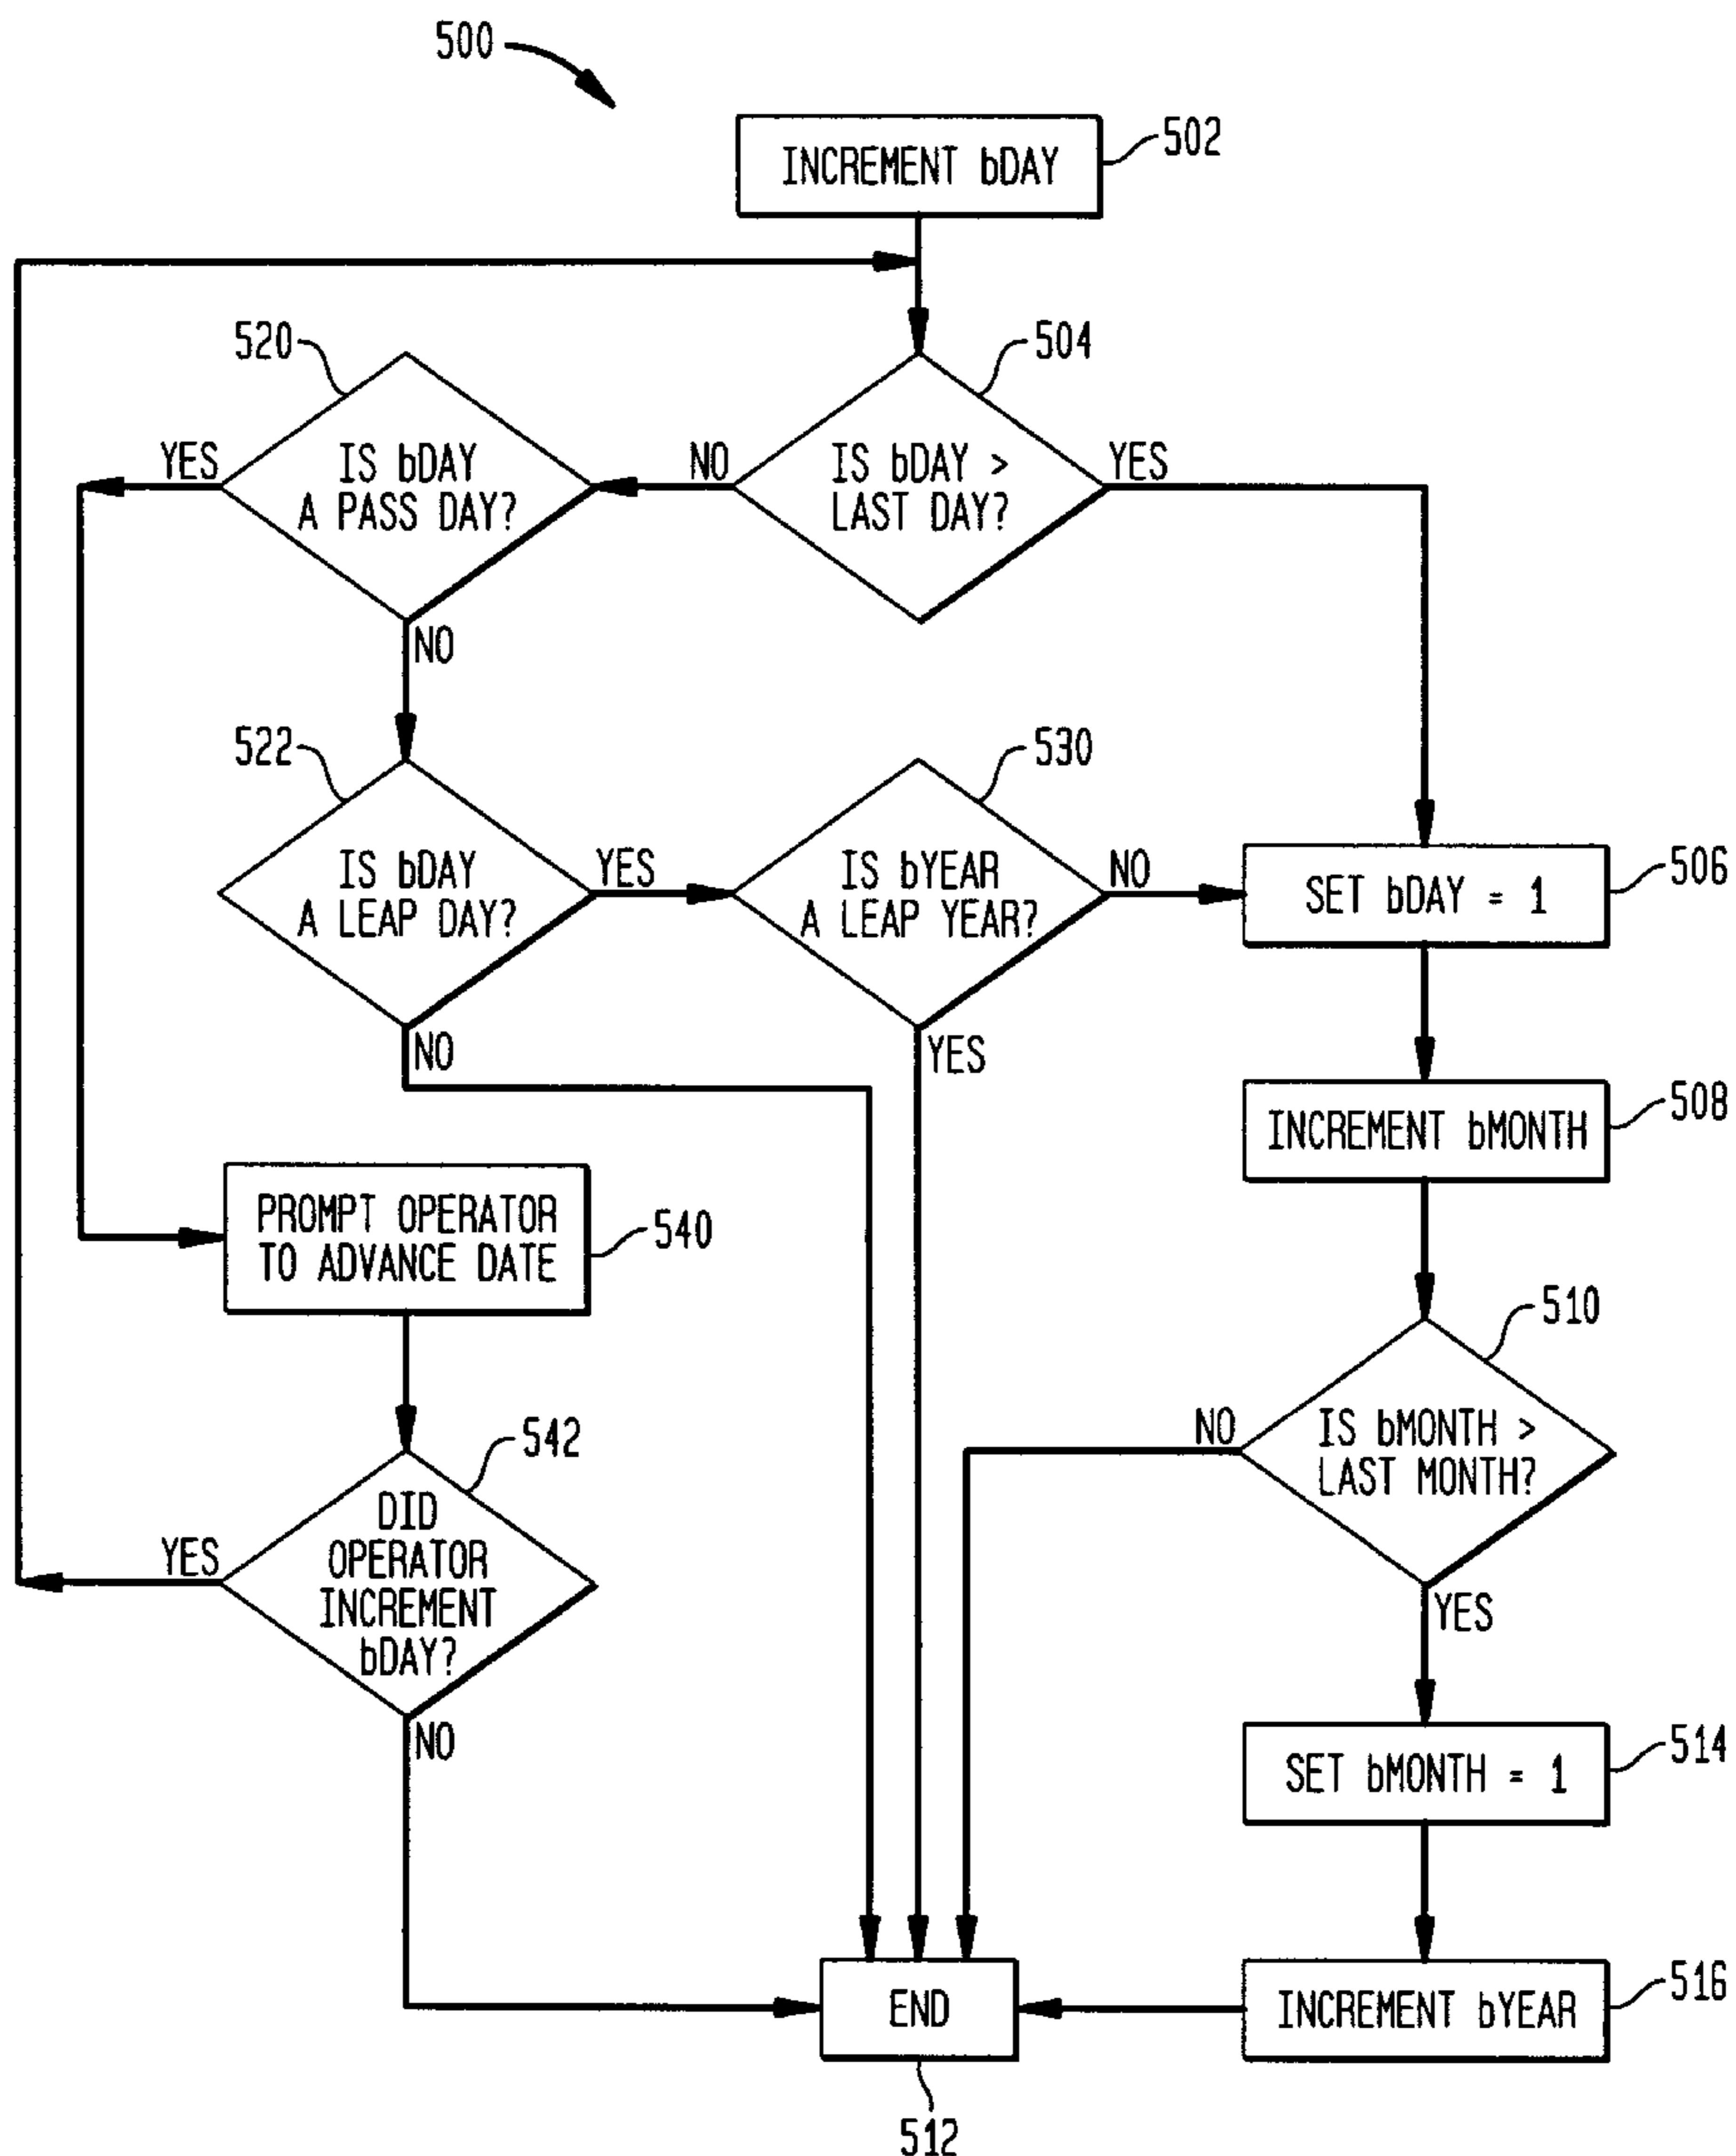 500
INCREMENT bDAY
502
520
504
YES
IS bDAY
A PASS DAY?
NO
IS bDAY >
LAST DAY?
YES
NO
522
530
IS bDAY
A LEAP DAY?
YES
IS bYEAR
A LEAP YEAR?
NO
SET bDAY = 1
506
NO
YES
INCREMENT bMONTH
508
PROMPT OPERATOR
TO ADVANCE DATE
540
510
542
NO
IS bMONTH >
LAST MONTH?
YES
DID
OPERATOR
INCREMENT
bDAY?
YES
NO
SET bMONTH = 1
514
END
INCREMENT bYEAR
516
512